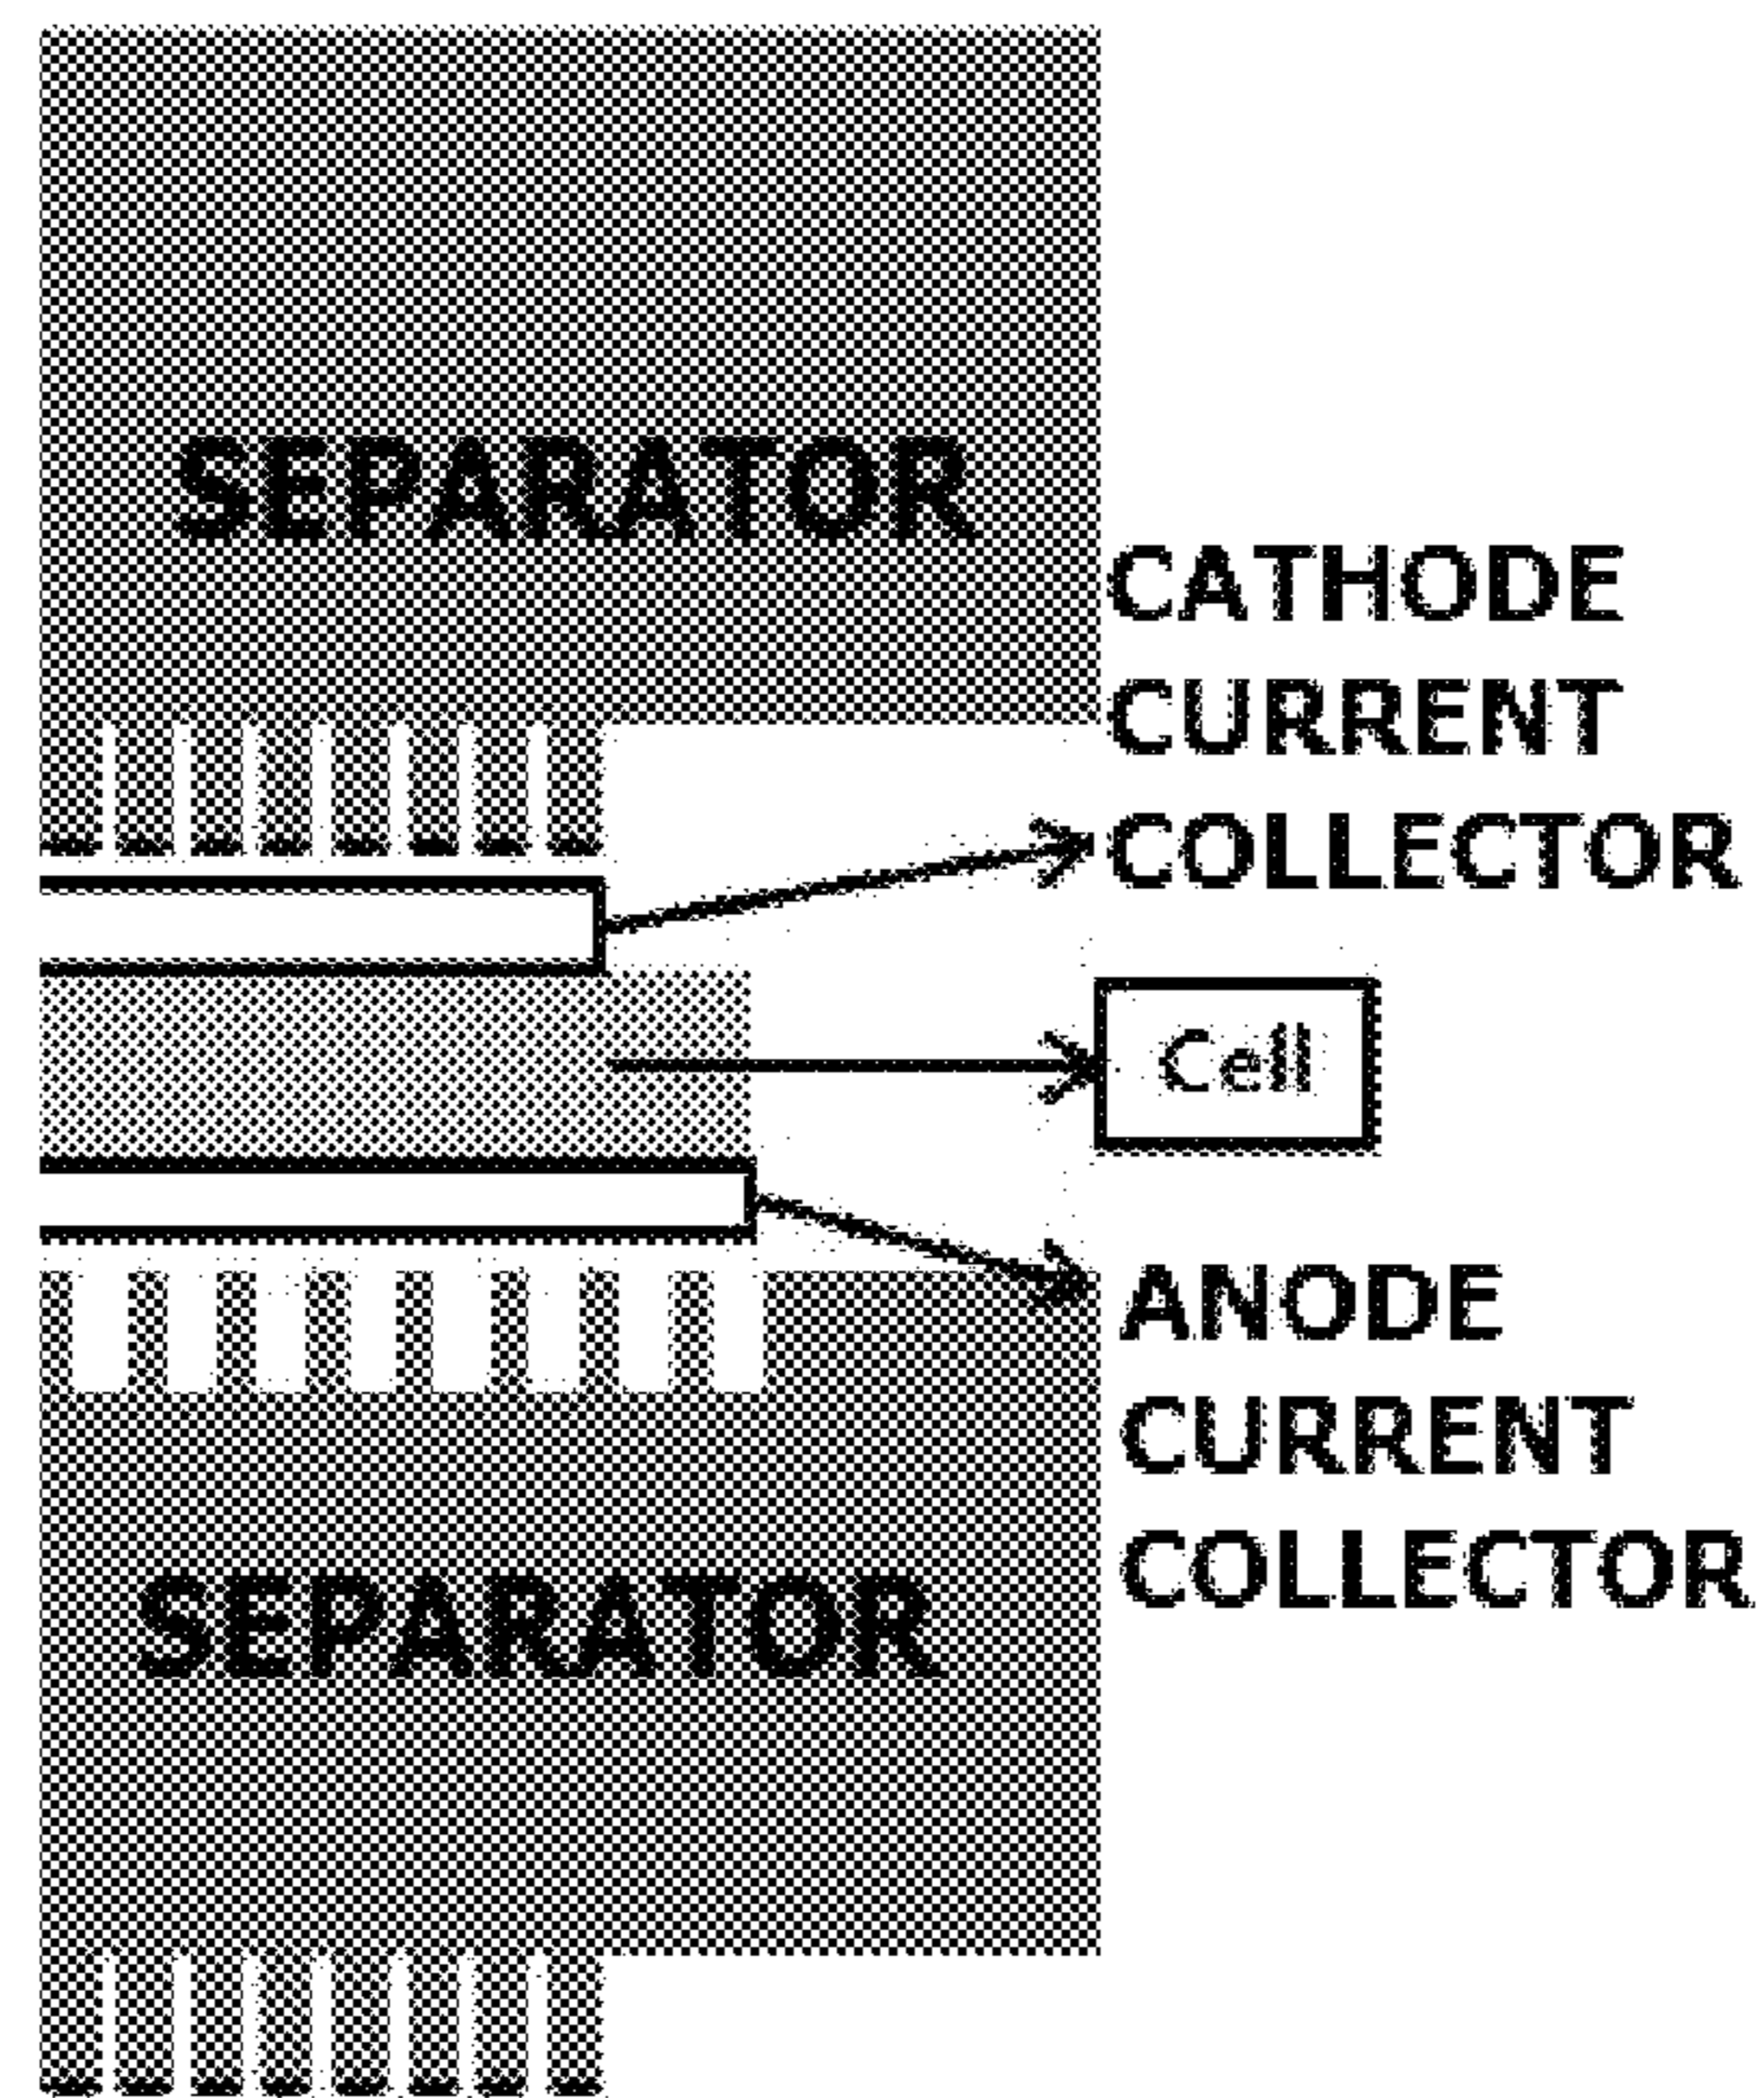 SEPARATOR
CATHODE
CURRENT
COLLECTOR
Cell
ANODE
CURRENT
COLLECTOR
SEPARATOR